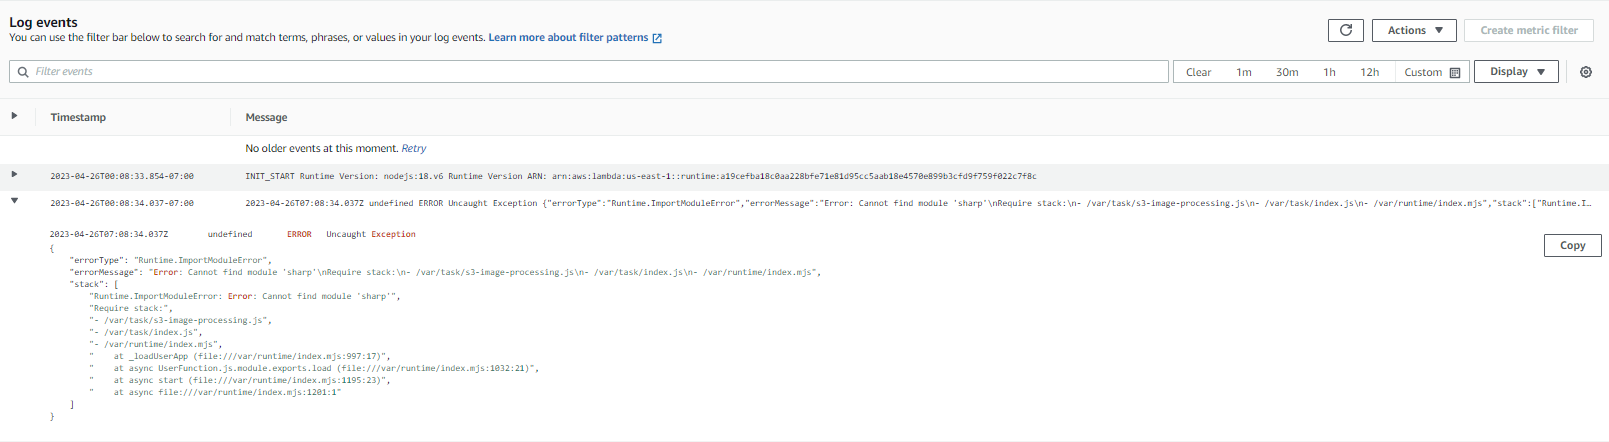 Log events
You can use the filter bar below to search for and match terms, phrases, or values in your log events. Learn more about filter patterns
Actions
Create metric filter
Filter events
Clear 1m 30m 1h 12h Custom
Display
Timestamp Message
No older events at this moment. Retry
2023-04-26T00:08:33.854-07:00 INIT_START Runtime Version: nodejs:18.v6 Runtime Version ARN: arn:aws:lambda:us-east-1::runtime:a19cefba18c0aa228bfe71e81d95cc5aab18e4570e899b3cfd9f759f022c7f8c
2023-04-26T00:08:34.037-07:00 2023-04-26T07:08:34.037Z undefined ERROR Uncaught Exception {"errorType":"Runtime.ImportModuleError","errorMessage":"Error: Cannot find module 'sharp'\nRequire stack:\n- /var/task/s3-image-processing.js\n- /var/task/index.js\n- /var/runtime/index.mjs","stack":["Runtime.I…
2023-04-26T07:08:34.037Z undefined ERROR Uncaught Exception
Copy
{
"errorType": "Runtime.ImportModuleError",
"errorMessage": "Error: Cannot find module 'sharp'\nRequire stack:\n- /var/task/s3-image-processing.js\n- /var/task/index.js\n- /var/runtime/index.mjs",
"stack": [
"Runtime.ImportModuleError: Error: Cannot find module 'sharp'",
"Require stack:",
"- /var/task/s3-image-processing.js",
"- /var/task/index.js",
"- /var/runtime/index.mjs",
" at _loadUserApp (file:///var/runtime/index.mjs:997:17)",
" at async UserFunction.js.module.exports.load (file:///var/runtime/index.mjs:1032:21)",
" at async start (file:///var/runtime/index.mjs:1195:23)",
" at async file:///var/runtime/index.mjs:1201:1"
]
}